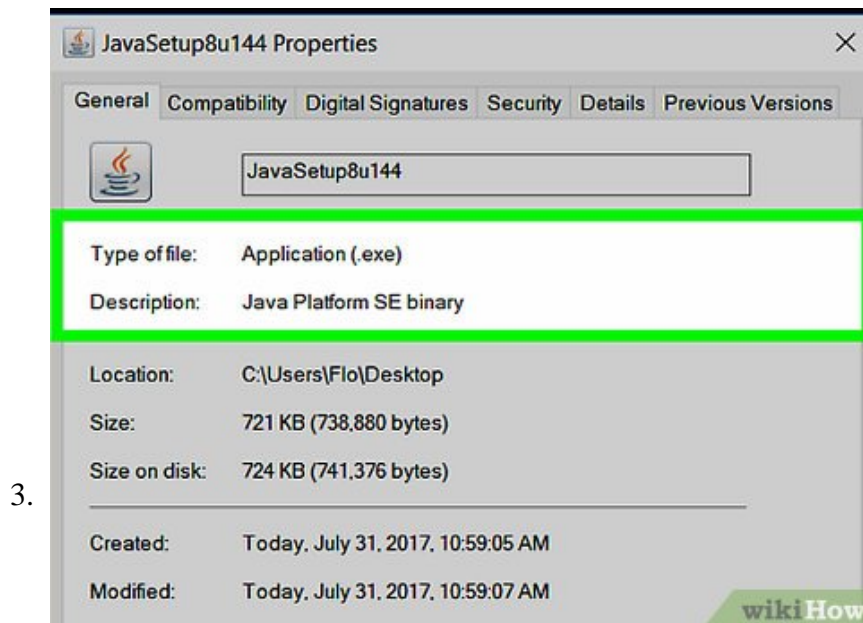 JavaSetup8u144 Properties
General Compatibility Digital Signatures Security Details Previous Versions
JavaSetup8u144
Type of file: Application (.exe)
Description: Java Platform SE binary
Location: C:\Users\Flo\Desktop
Size: 721 KB (738,880 bytes)
Size on disk: 724 KB (741,376 bytes)
3.
Created: Today, July 31, 2017, 10:59:05 AM
Modified: Today, July 31, 2017, 10:59:07 AM
wikiHow